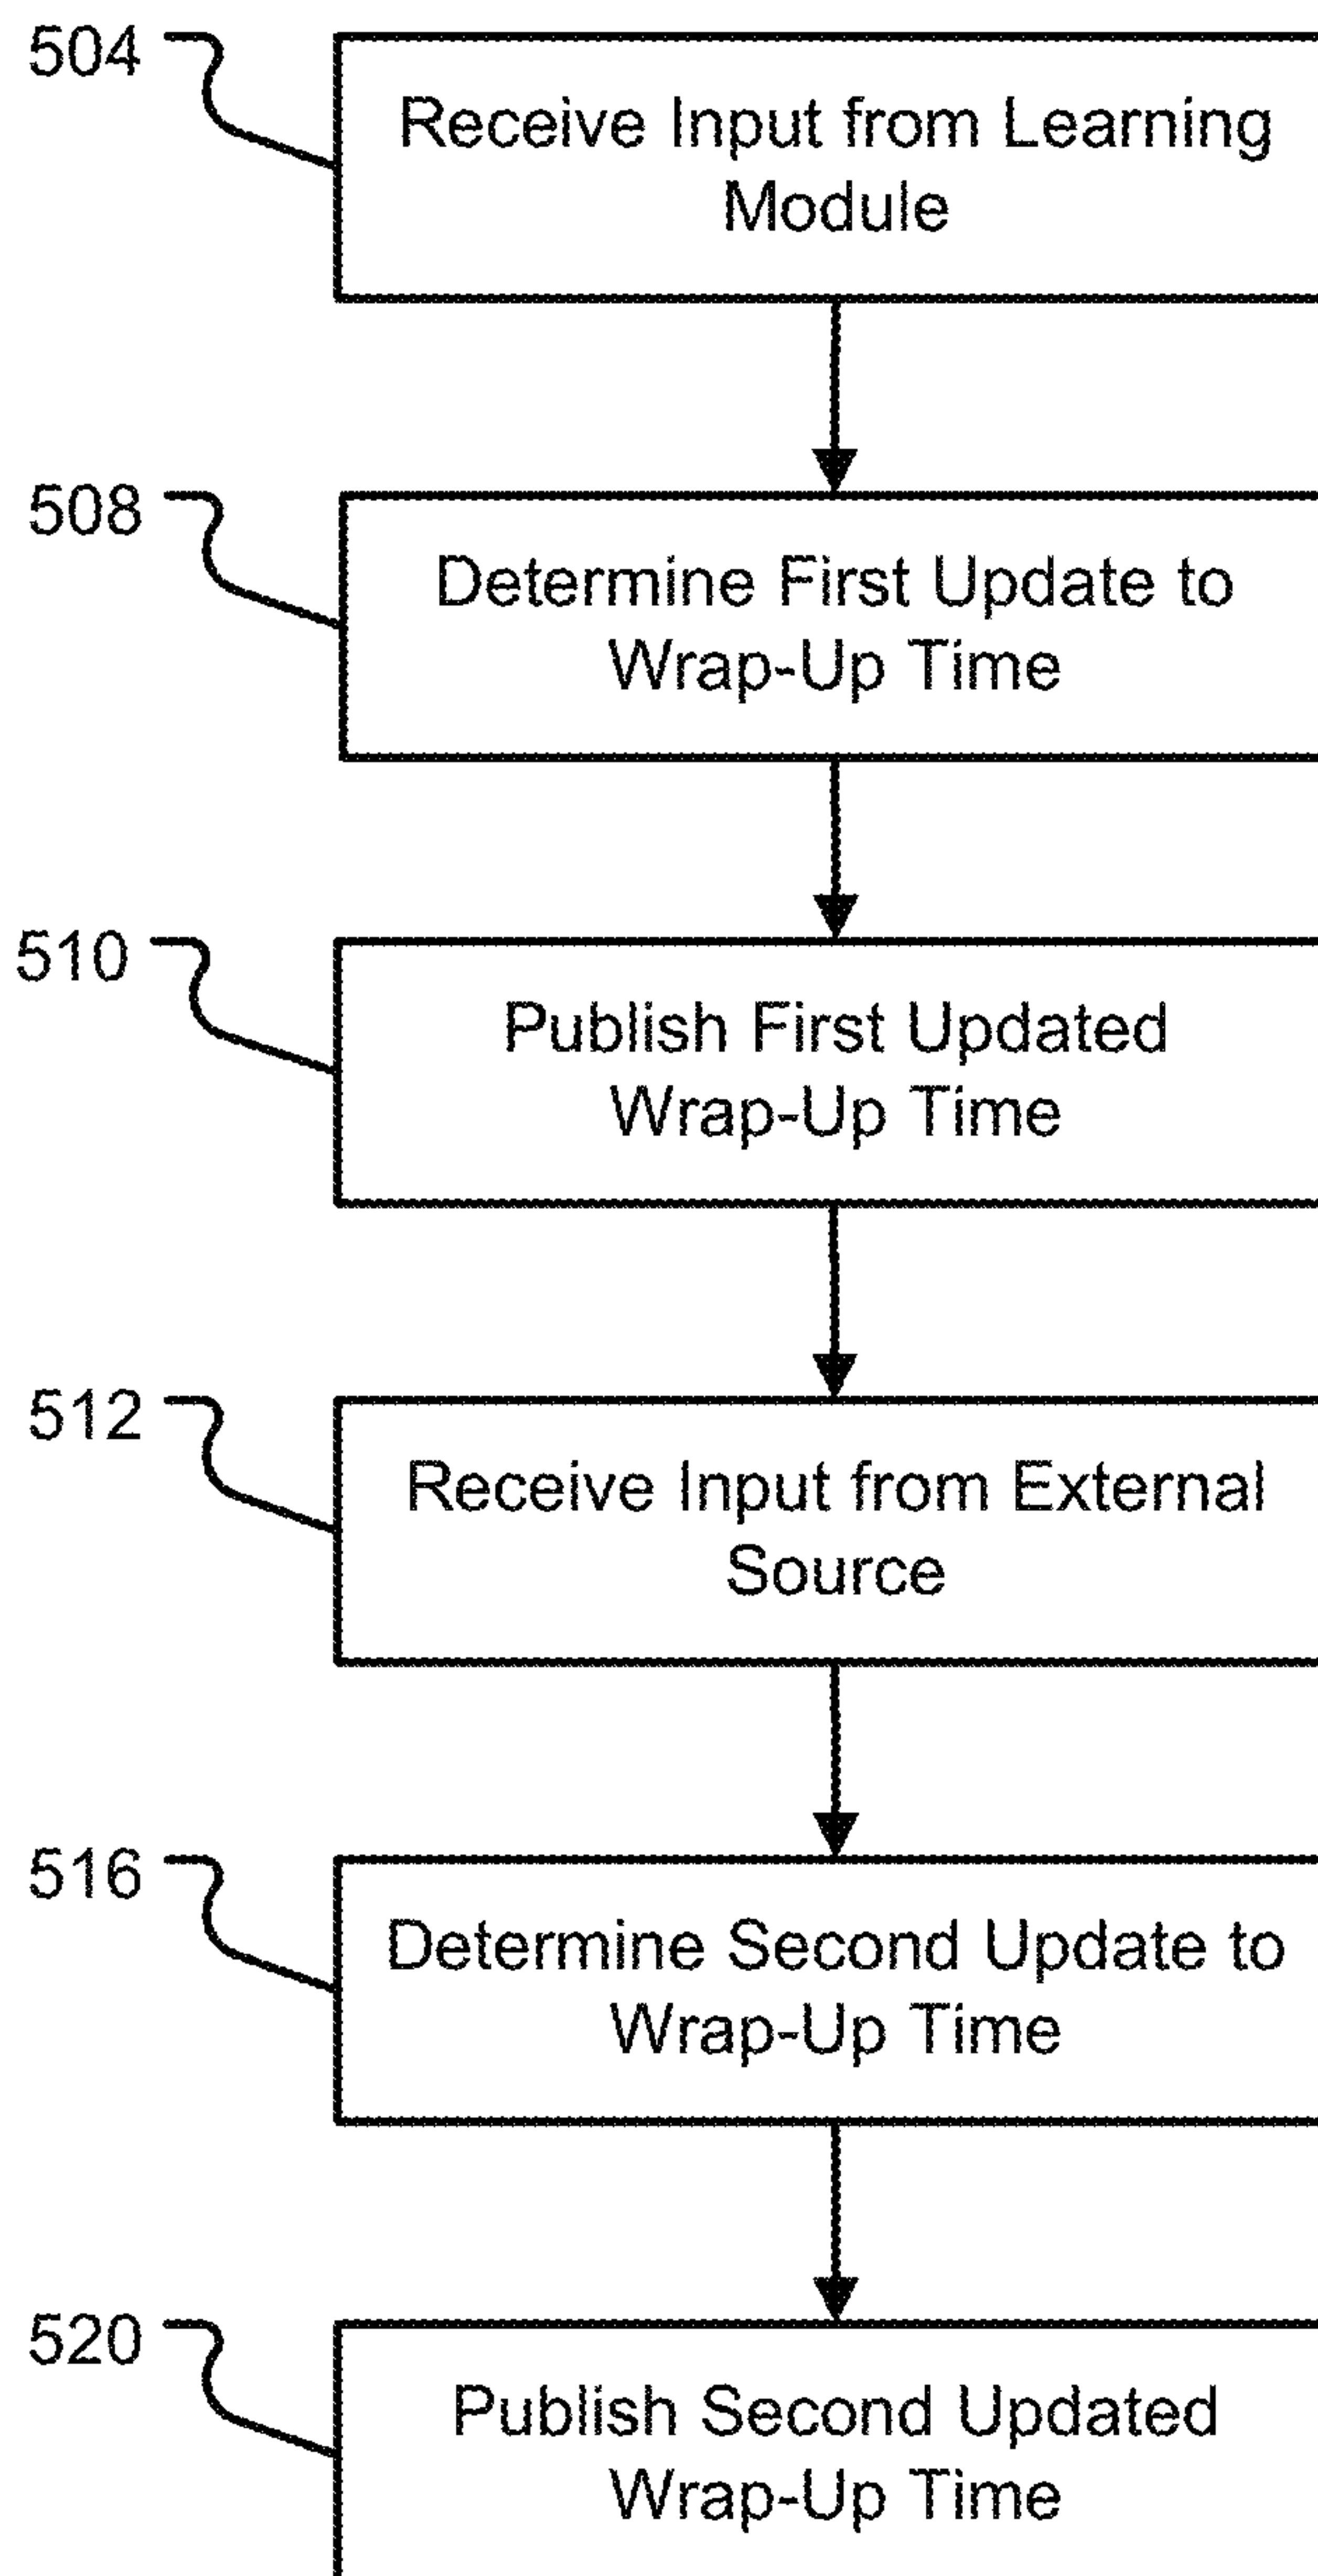 504
Receive Input from Learning
Module
508
Determine First Update to
Wrap-Up Time
510
Publish First Updated
Wrap-Up Time
512
Receive Input from External
Source
516
Determine Second Update to
Wrap-Up Time
520
Publish Second Updated
Wrap-Up Time